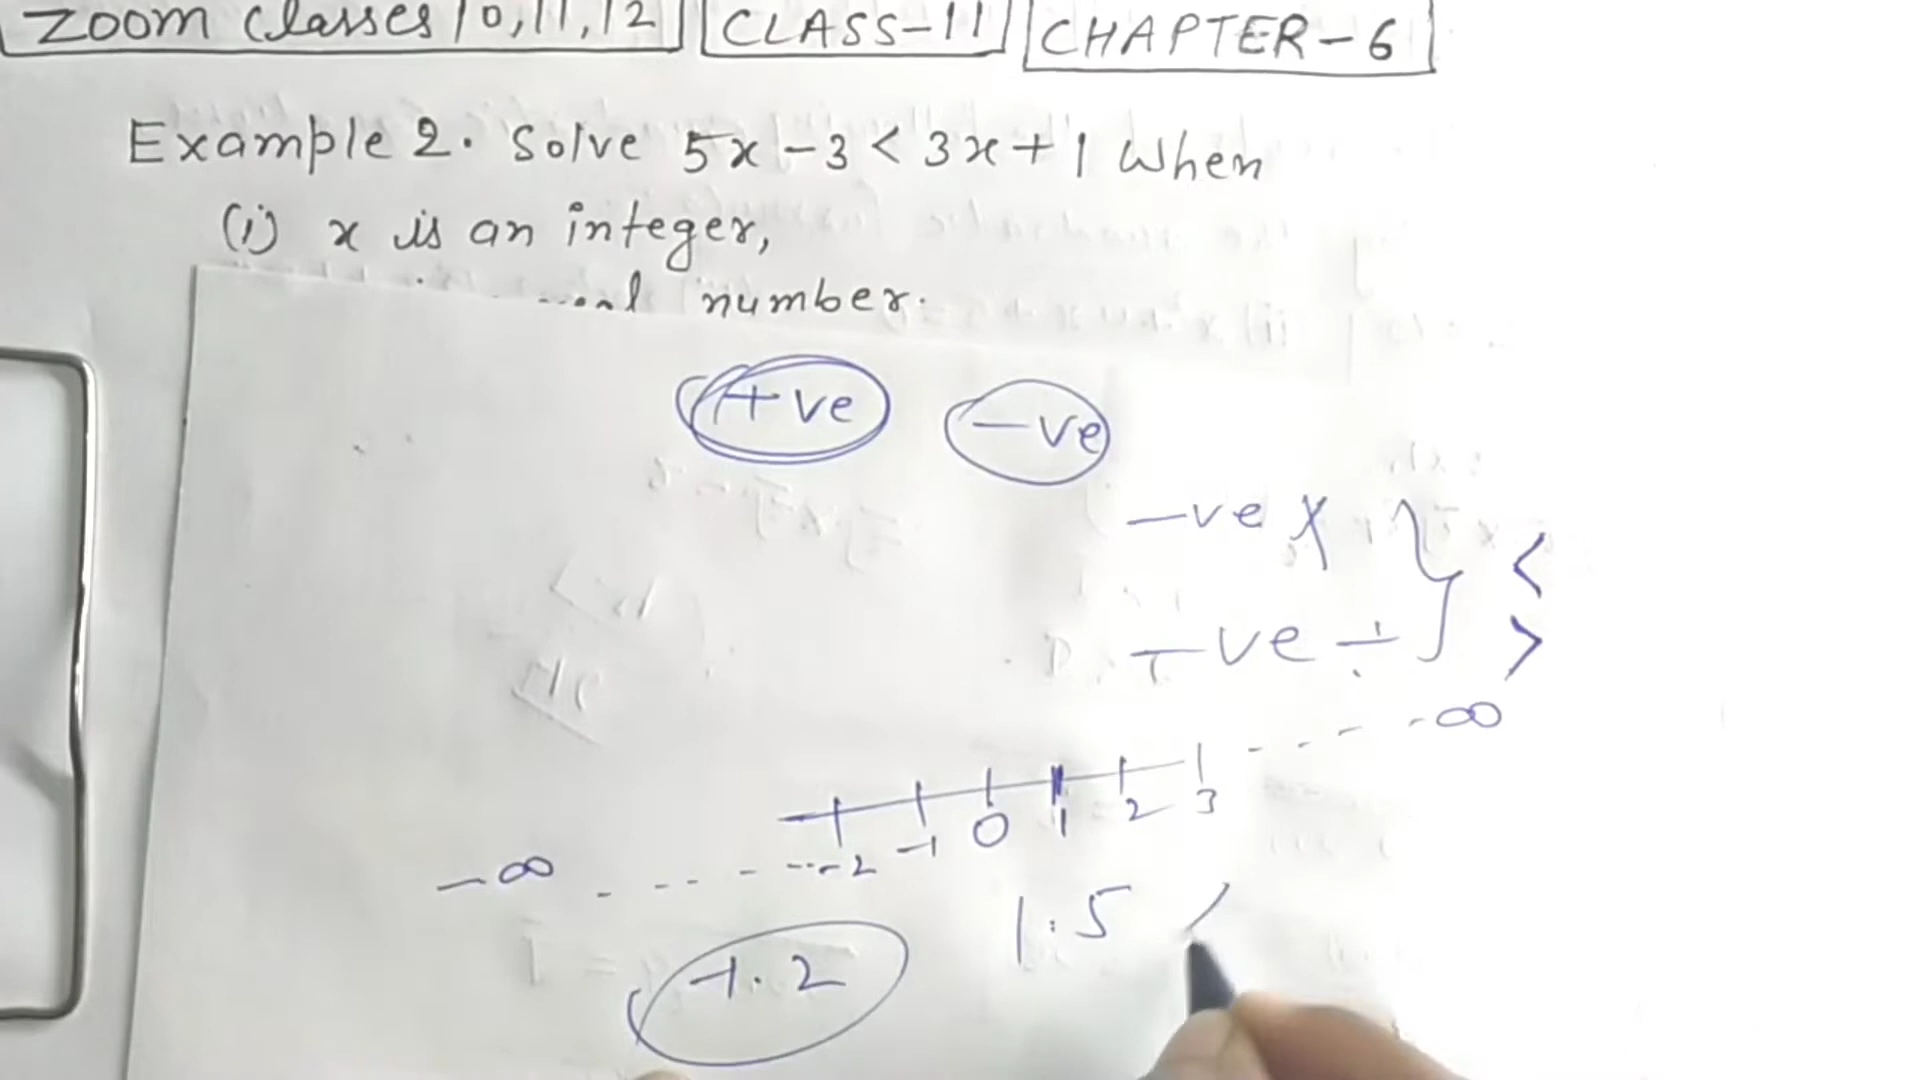 Zoom Classes 10,11,12 CLASS-11 CHAPTER-6
Example 2. Solve 5x-3<3x+1 When
(i) x is an integer,
number.
+ve -ve
-ve X <
+ve ÷ >
-∞ -2 -1 0 1 2 3 -∞
-1.2 1.5 <